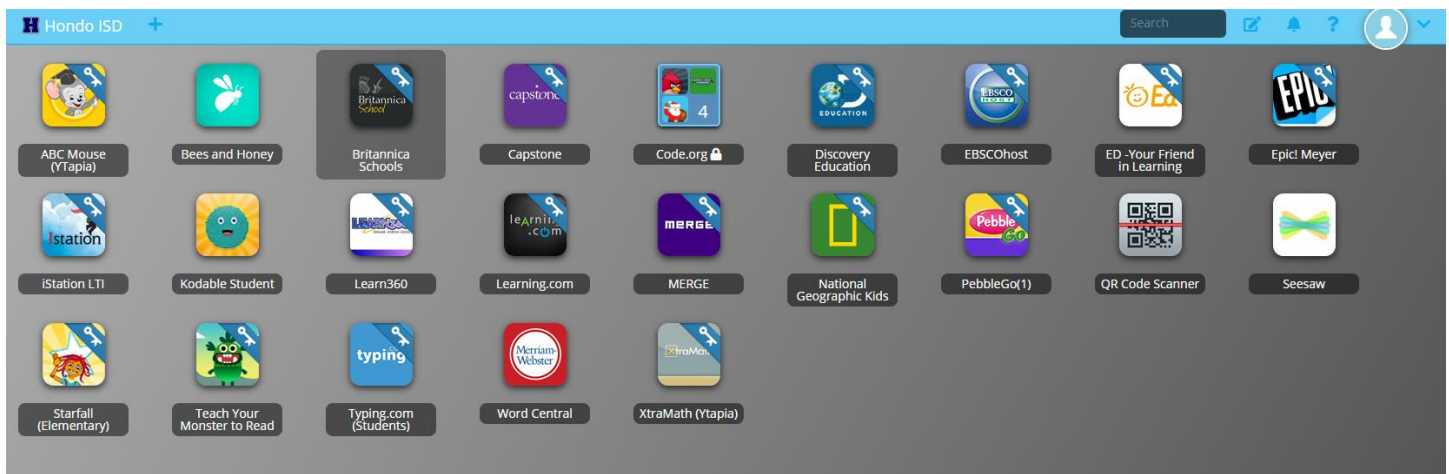 H Hondo ISD +
Search ?
Britannica
School
capstone
4
EDUCATION
EBSCO
HOST
Ed
EPIC
ABC Mouse
(YTapia)
Bees and Honey
Britannica
Schools
Capstone
Code.org
Discovery
Education
EBSCOhost
ED -Your Friend
in Learning
Epic! Meyer
Istation
learnin
.com
MERGE
Pebble
Go
iStation LTI
Kodable Student
Learn360
Learning.com
MERGE
National
Geographic Kids
PebbleGo(1)
QR Code Scanner
Seesaw
typing
Merriam-
Webster
XtraMa
Starfall
(Elementary)
Teach Your
Monster to Read
Typing.com
(Students)
Word Central
XtraMath (Ytapia)